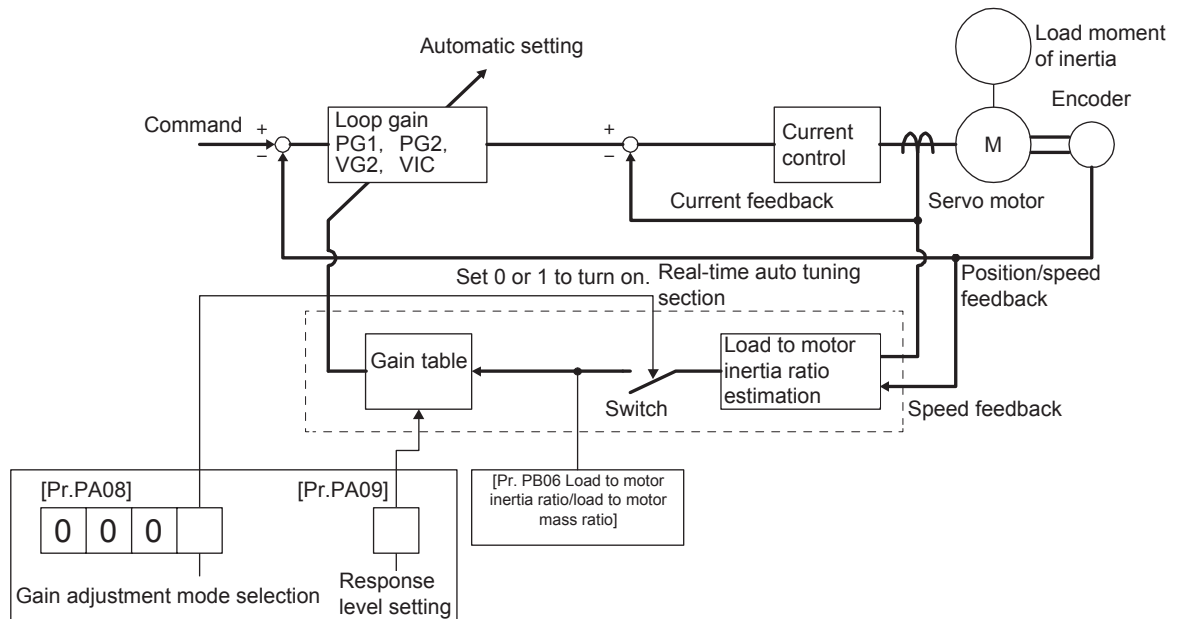 Load moment
of inertia
Automatic setting
Encoder
Command
+
−
Loop gain
PG1, PG2,
VG2, VIC
+
−
Current
control
M
Current feedback
Servo motor
Set 0 or 1 to turn on.
Real-time auto tuning
section
Position/speed
feedback
Gain table
Load to motor
inertia ratio
estimation
Switch
Speed feedback
[Pr.PA08]
[Pr.PA09]
[Pr. PB06 Load to motor
inertia ratio/load to motor
mass ratio]
0 0 0
Gain adjustment mode selection
Response
level setting